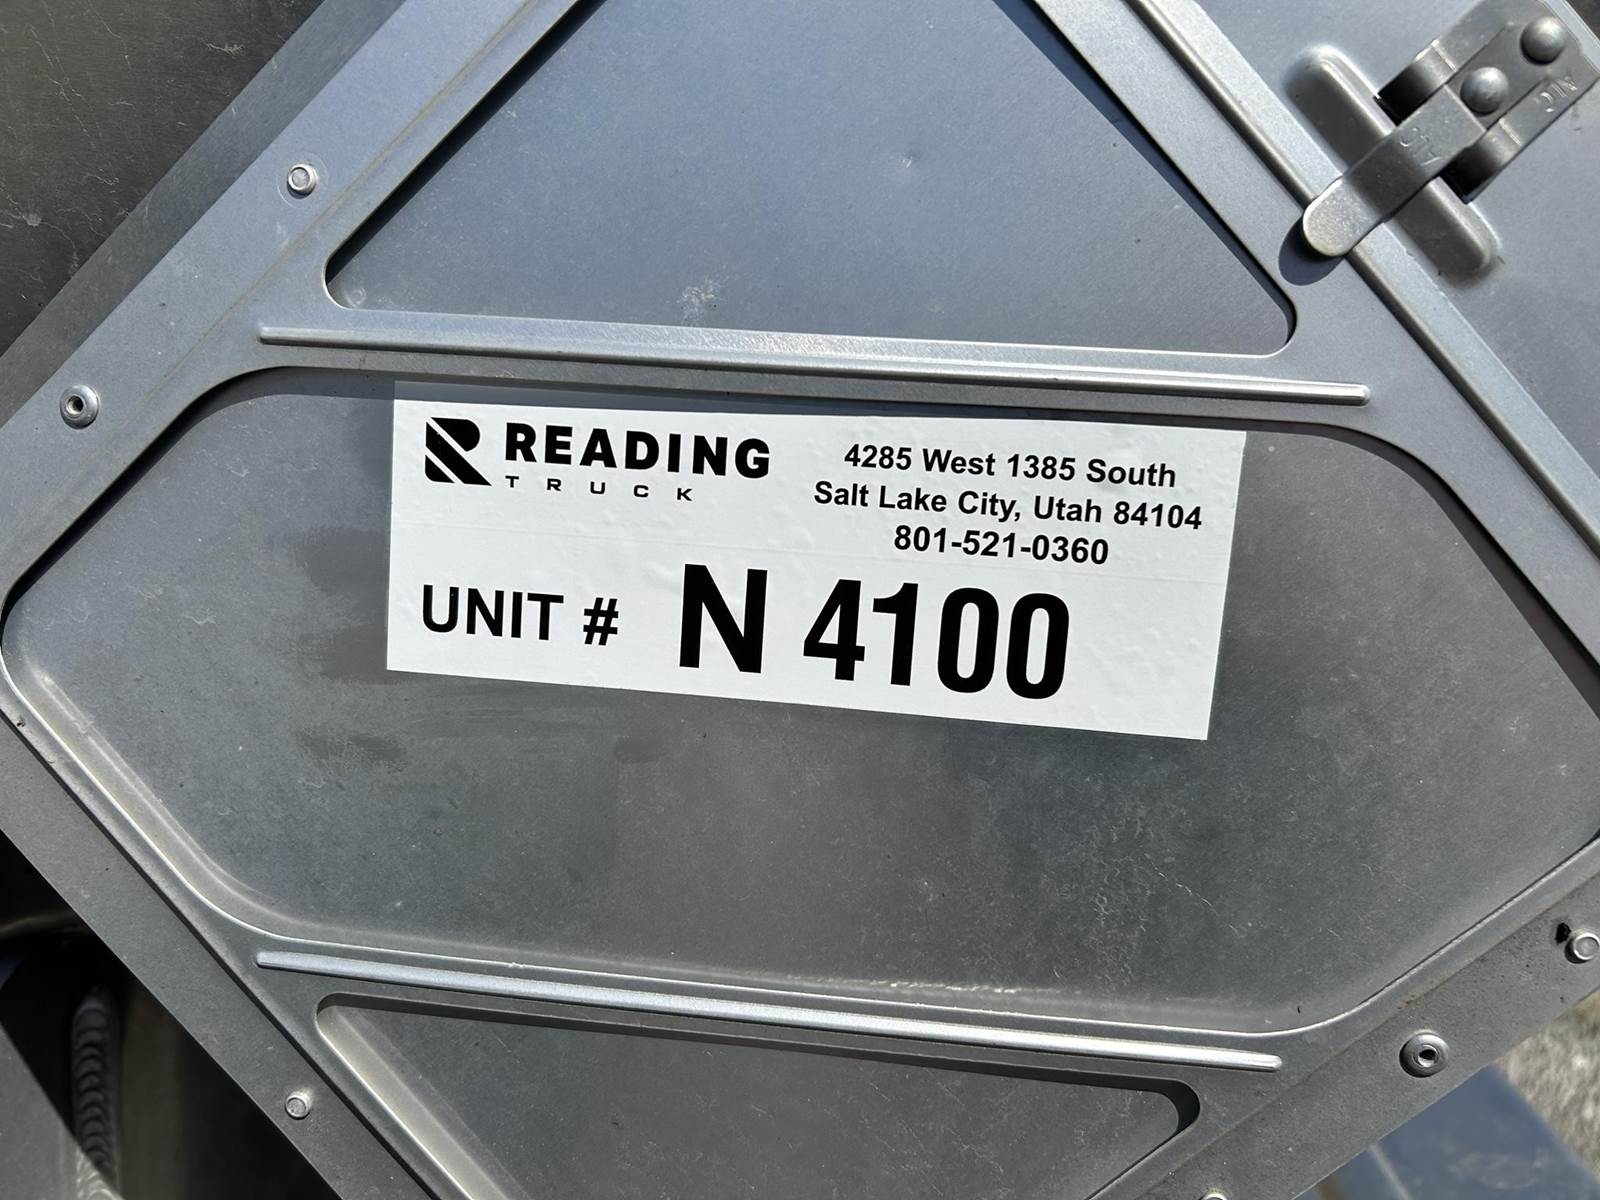 READING
TRUCK
4285 West 1385 South
Salt Lake City, Utah 84104
801-521-0360
UNIT # N 4100